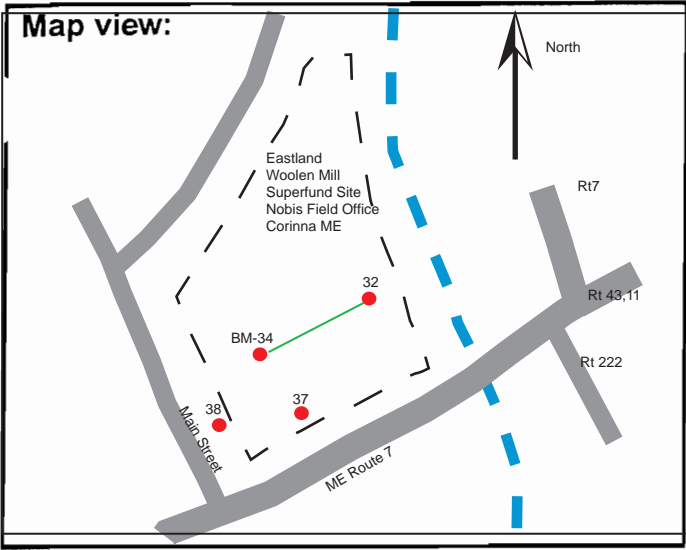 Map view:
North
Eastland
Woolen Mill
Superfund Site
Nobis Field Office
Corinna ME
Rt7
32
Rt 43,11
BM-34
Rt 222
37
38
Main Street
ME Route 7